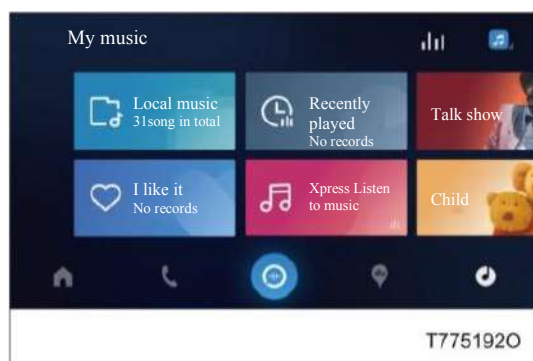 My music
Local music
31song in total
Recently
played
No records
Talk show
I like it
No records
Xpress Listen
to music
Child
T775192O